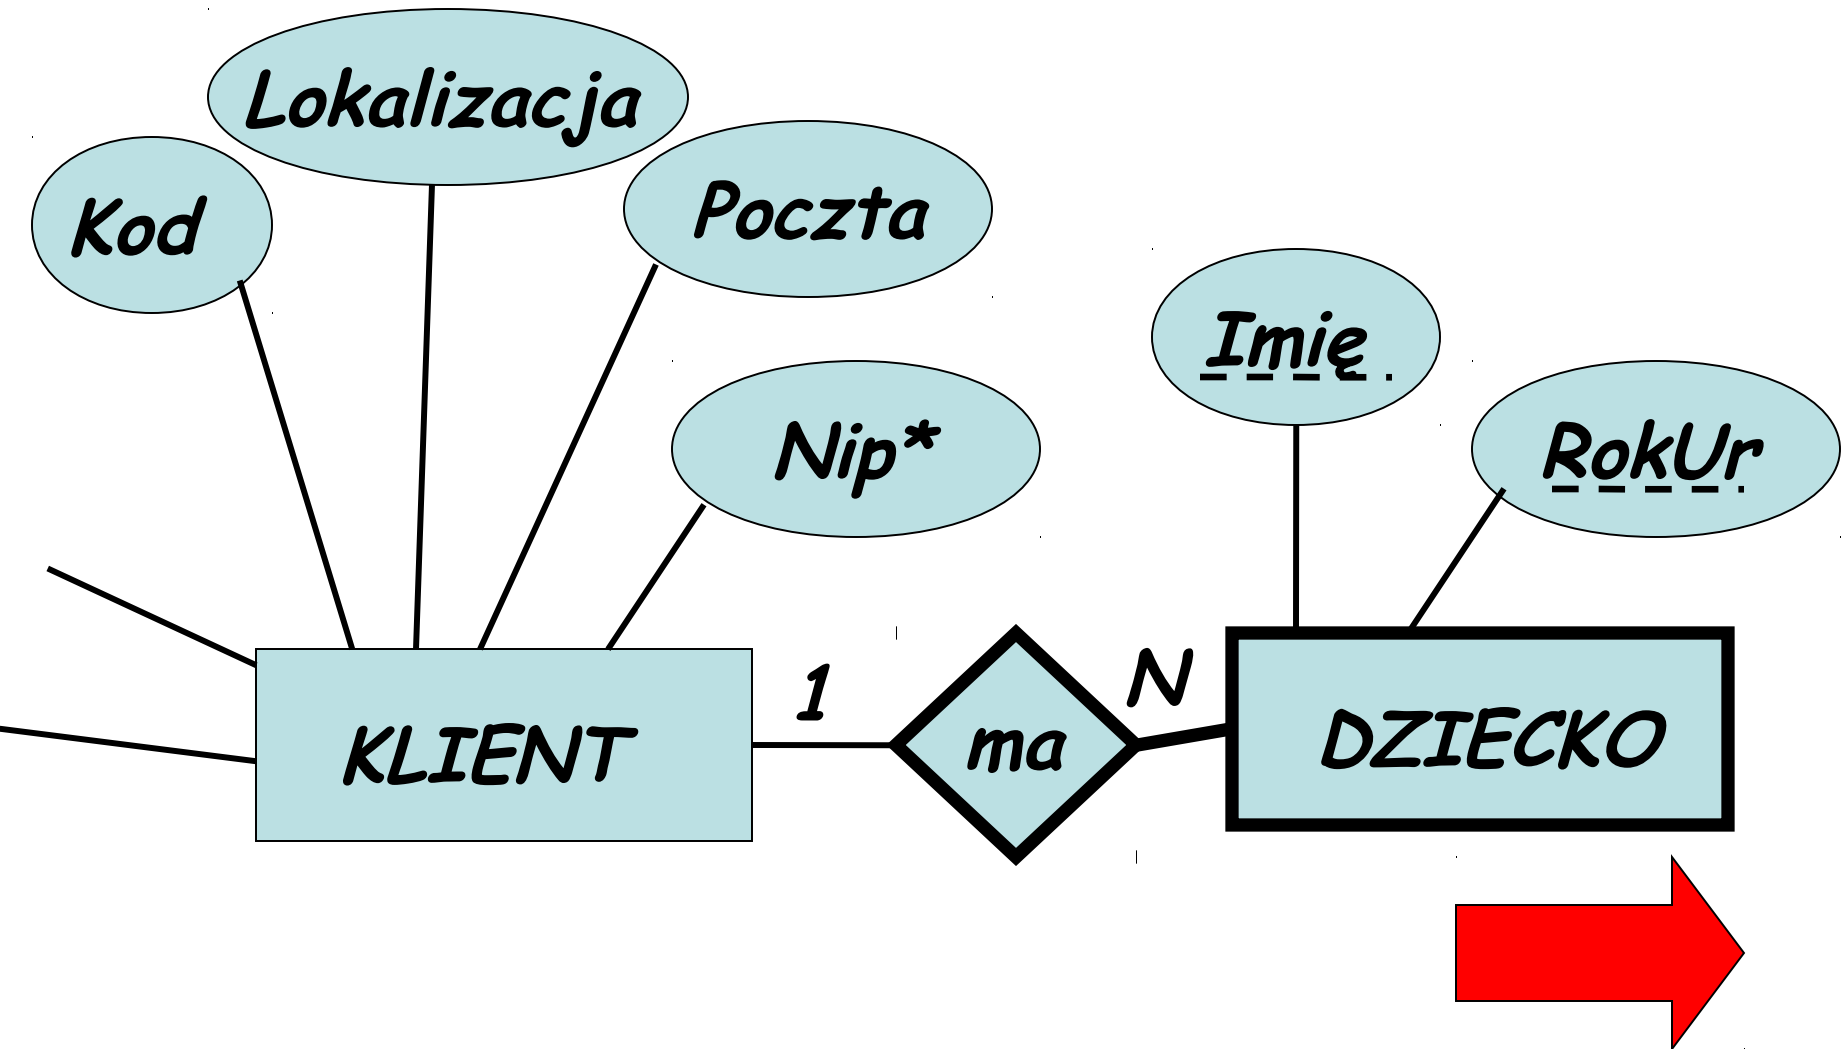 Lokalizacja
Kod
Poczta
Imię
Nip*
RokUr
1
N
KLIENT
ma
DZIECKO